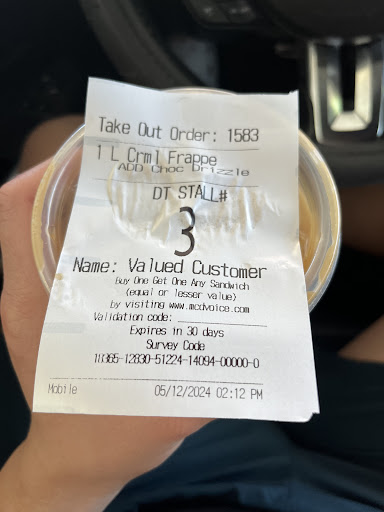 Take Out Order: 1583
1 L Crml Frappe
ADD Choc Drizzle
DT STALL#
3
Name: Valued Customer
Buy One Get One Any Sandwich
(equal or lesser value)
by visiting www.mcdvoice.com
Validation code:
Expires in 30 days
Survey Code
10365-12830-51224-14094-00000-0
Mobile 05/12/2024 02:12 PM